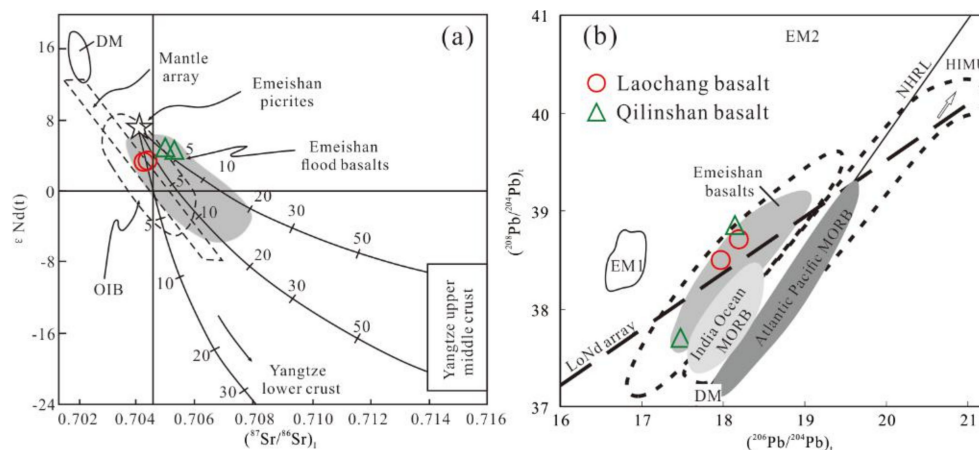 (a)
DM
Mantle
array
Emeishan
picrites
Emeishan
flood basalts
OIB
Yangtze
lower crust
Yangtze upper
middle crust
16
8
0
-8
-16
-24
ε Nd(t)
5
10
20
30
50
5
10
20
30
50
5
10
20
30
0.702
0.704
0.706
0.708
0.710
0.712
0.714
0.716
(⁸⁷Sr/⁸⁶Sr)ᵢ
(b)
EM2
Laochang basalt
Qilinshan basalt
NHRL
HIMU
Emeishan
basalts
EM1
LoNd array
India Ocean
MORB
Atlantic Pacific MORB
DM
41
40
39
38
37
(²⁰⁸Pb/²⁰⁴Pb)ₜ
16
17
18
19
20
21
(²⁰⁶Pb/²⁰⁴Pb)ₜ